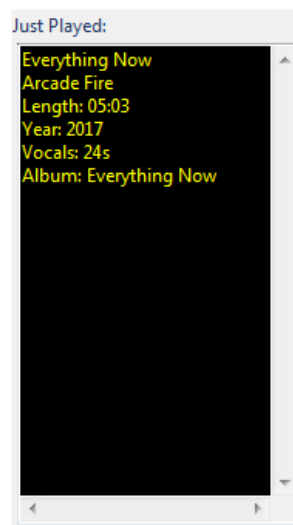 Just Played:
Everything Now
Arcade Fire
Length: 05:03
Year: 2017
Vocals: 24s
Album: Everything Now